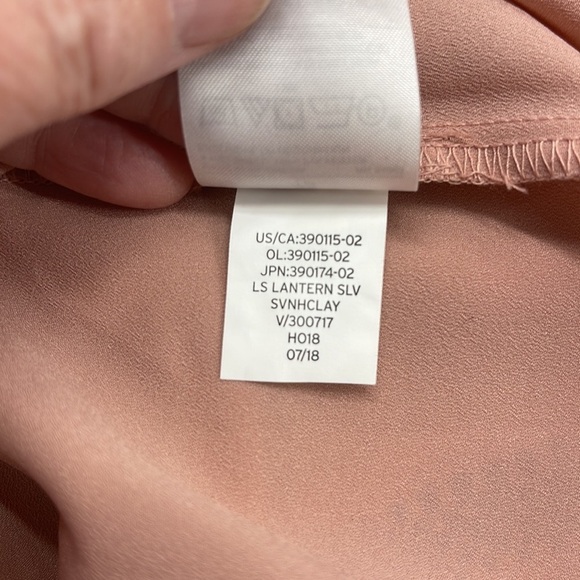 US/CA:390115-02
OL:390115-02
JPN:390174-02
LS LANTERN SLV
SVNHCLAY
V/300717
HO18
07/18